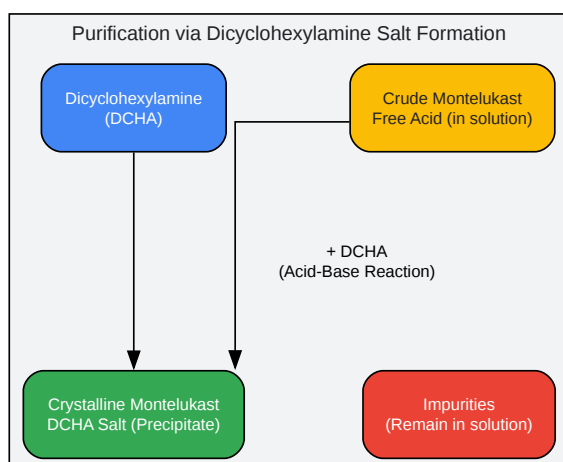 Purification via Dicyclohexylamine Salt Formation
Dicyclohexylamine
(DCHA)
Crude Montelukast
Free Acid (in solution)
+ DCHA
(Acid-Base Reaction)
Crystalline Montelukast
DCHA Salt (Precipitate)
Impurities
(Remain in solution)